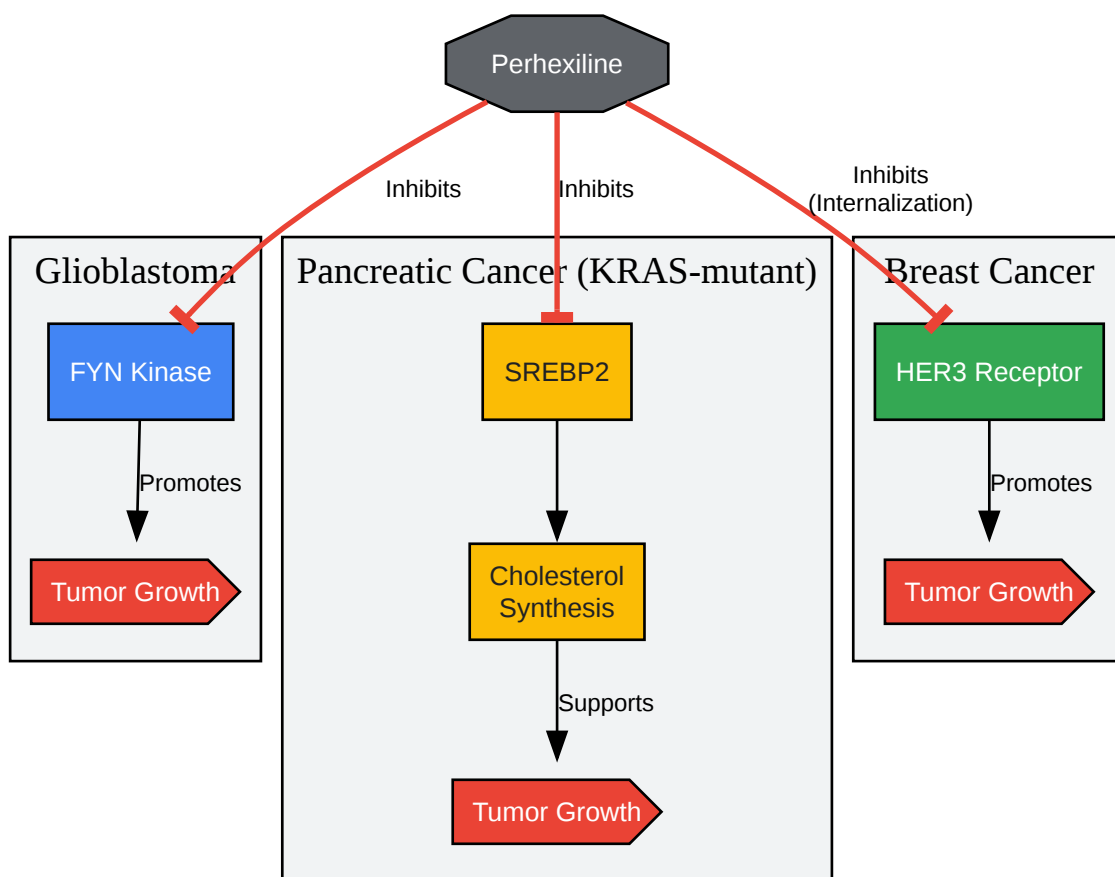 Perhexiline
Inhibits
Inhibits
Inhibits
(Internalization)
Glioblastoma
Pancreatic Cancer (KRAS-mutant)
Breast Cancer
FYN Kinase
SREBP2
HER3 Receptor
Promotes
Promotes
Tumor Growth
Cholesterol
Synthesis
Tumor Growth
Supports
Tumor Growth